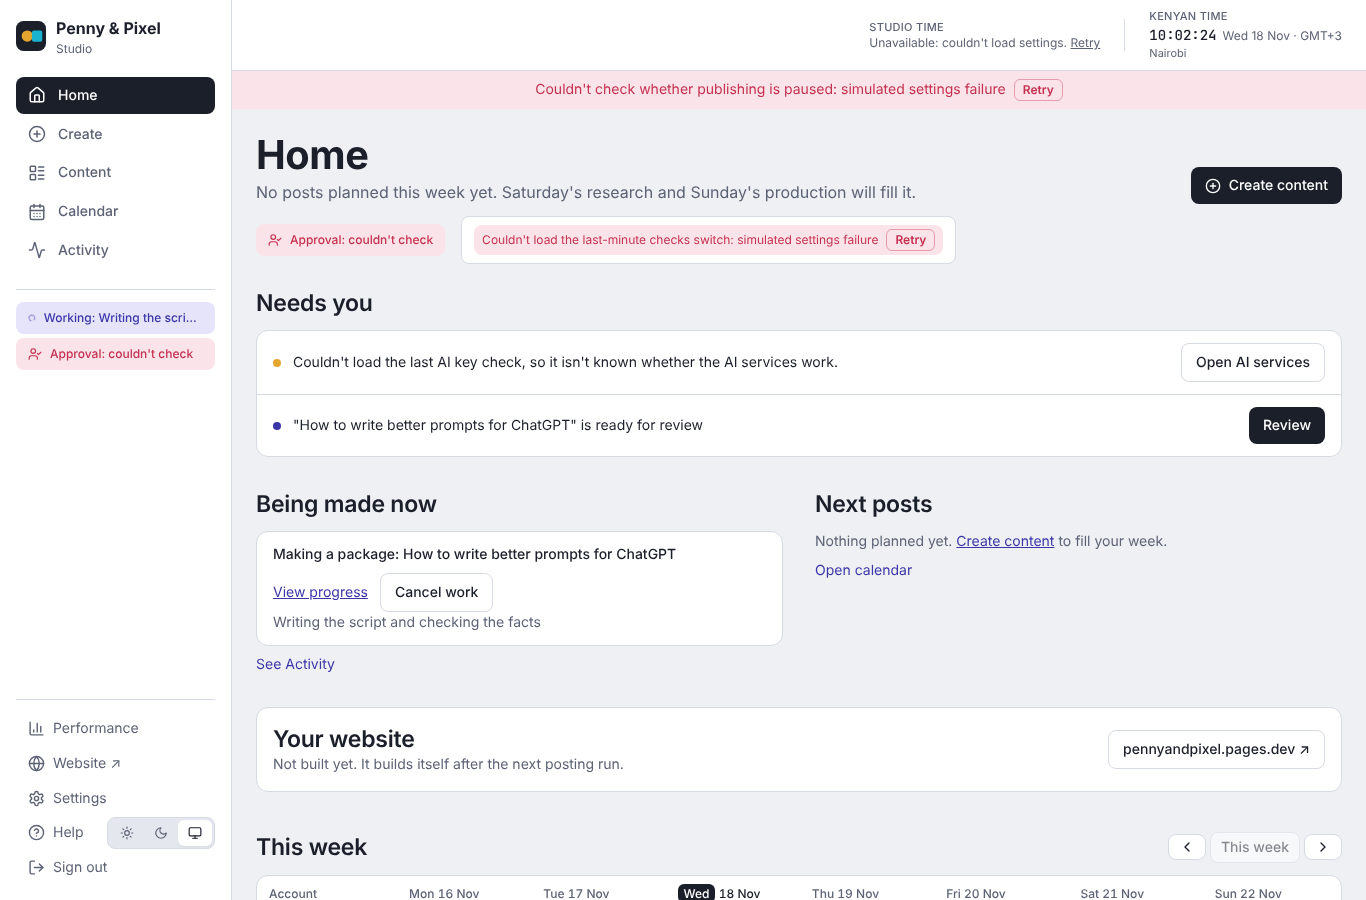 Penny & Pixel
Studio
Home
Create
Content
Calendar
Activity
Working: Writing the scri...
Approval: couldn't check
Performance
Website ↗
Settings
Help
Sign out
STUDIO TIME
Unavailable: couldn't load settings. Retry
KENYAN TIME
10:02:24 Wed 18 Nov · GMT+3
Nairobi
Couldn't check whether publishing is paused: simulated settings failure Retry
Home
No posts planned this week yet. Saturday's research and Sunday's production will fill it.
Create content
Approval: couldn't check
Couldn't load the last-minute checks switch: simulated settings failure Retry
Needs you
Couldn't load the last AI key check, so it isn't known whether the AI services work.
Open AI services
"How to write better prompts for ChatGPT" is ready for review
Review
Being made now
Making a package: How to write better prompts for ChatGPT
View progress Cancel work
Writing the script and checking the facts
See Activity
Next posts
Nothing planned yet. Create content to fill your week.
Open calendar
Your website
Not built yet. It builds itself after the next posting run.
pennyandpixel.pages.dev ↗
This week
This week
Account Mon 16 Nov Tue 17 Nov Wed 18 Nov Thu 19 Nov Fri 20 Nov Sat 21 Nov Sun 22 Nov